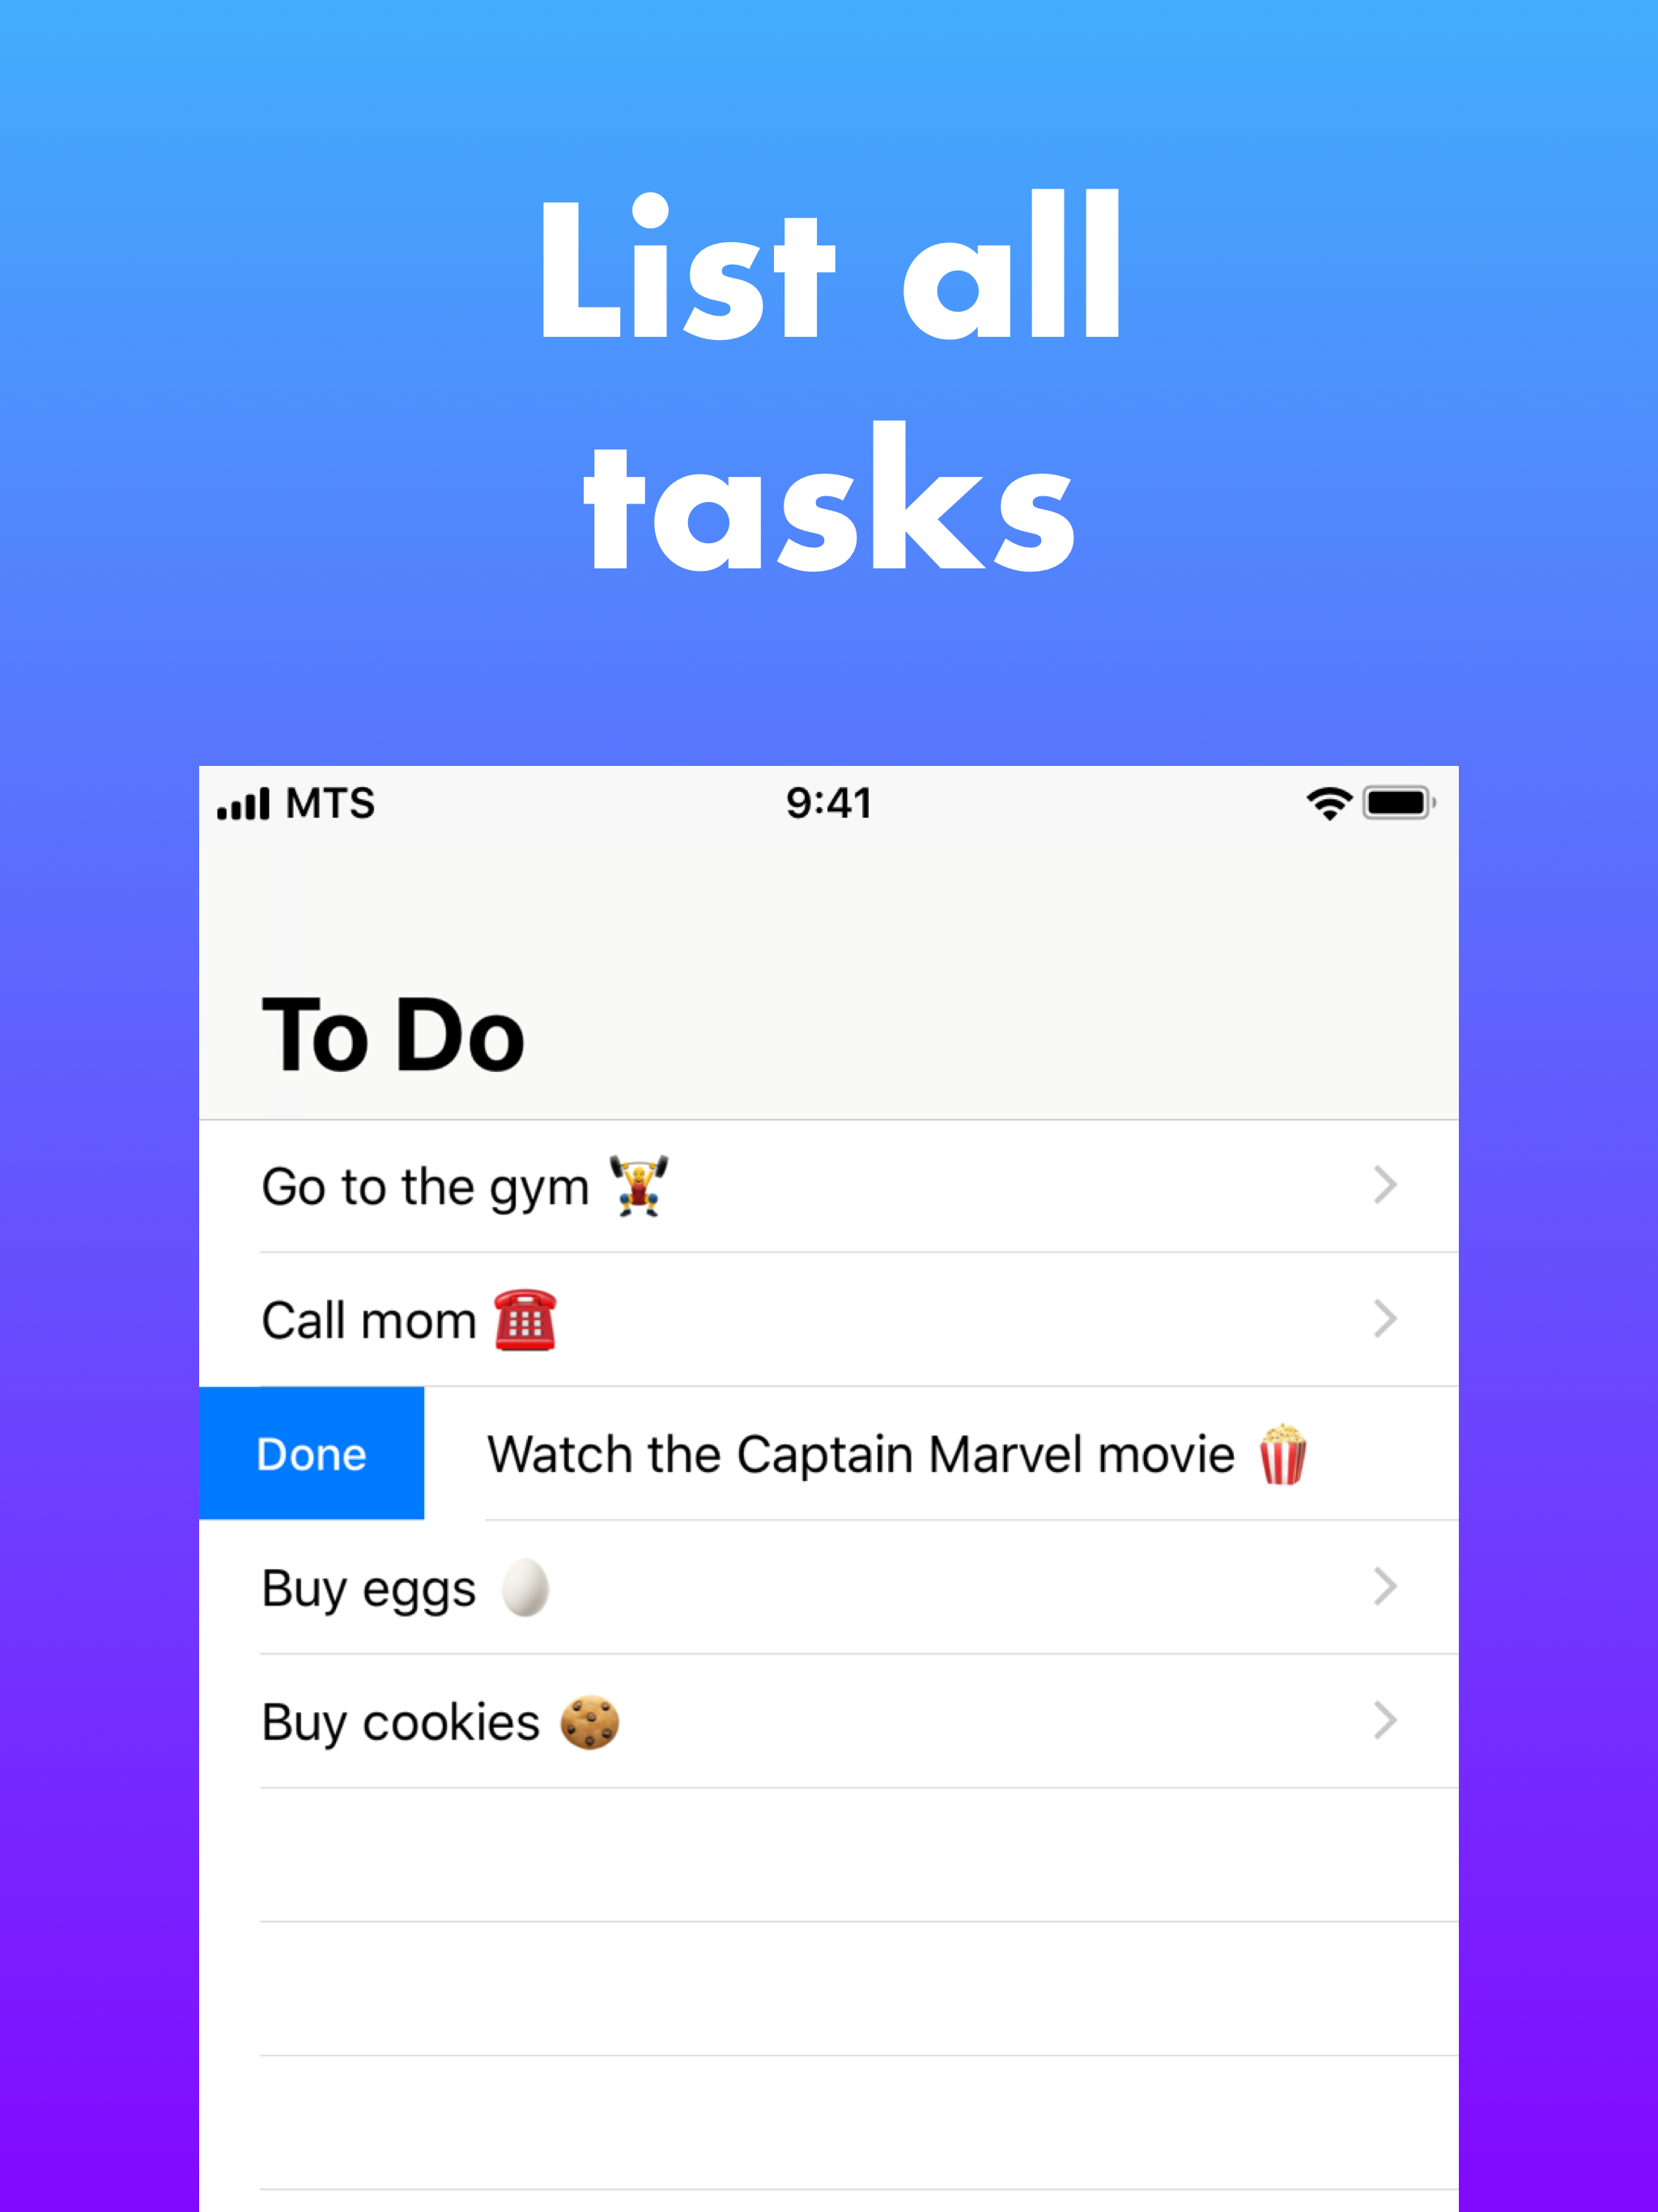 List all
tasks
MTS 9:41
To Do
Go to the gym 🏋️
Call mom ☎️
Done Watch the Captain Marvel movie 🍿
Buy eggs 🥚
Buy cookies 🍪